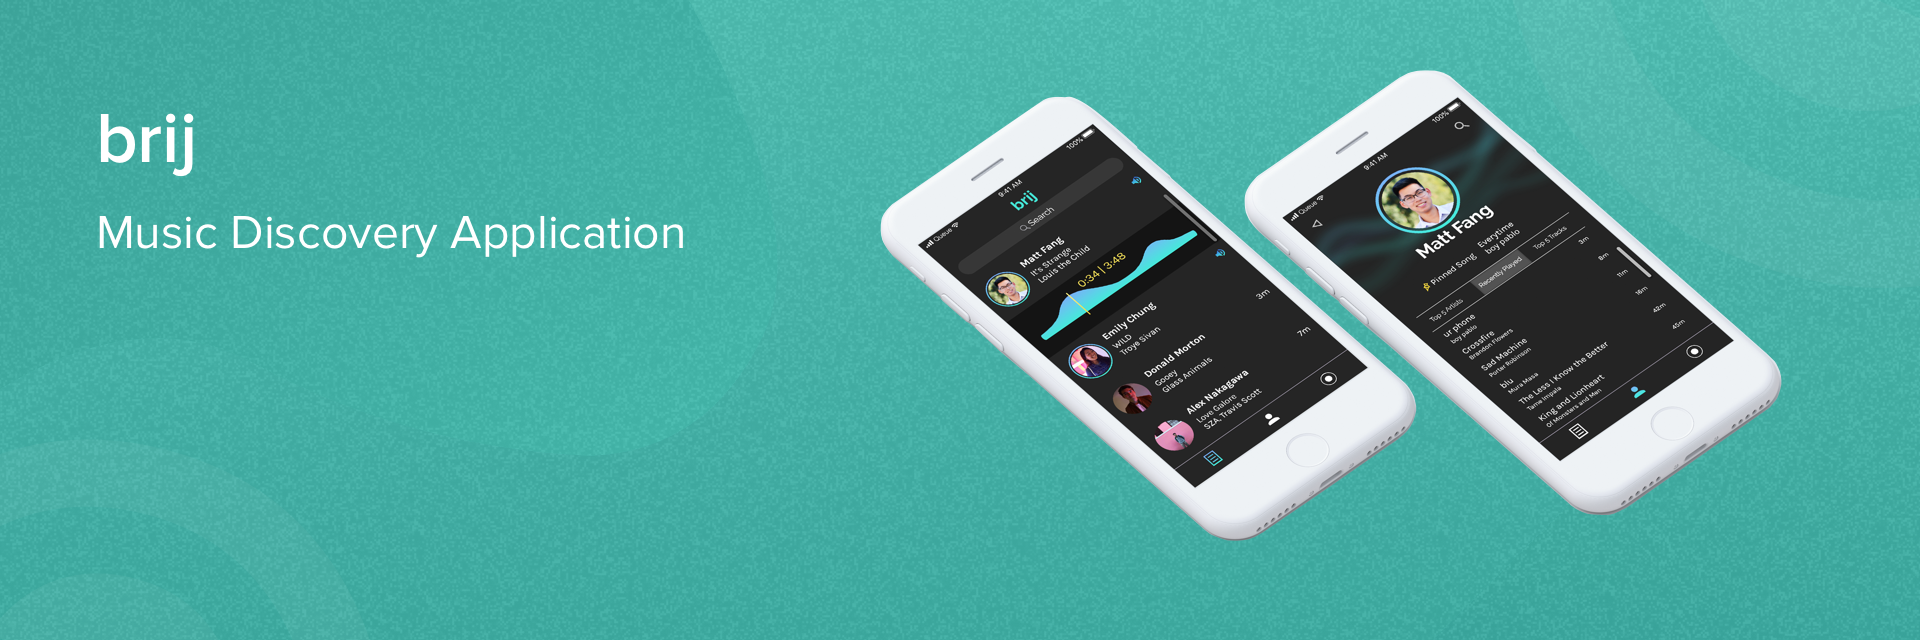 brij
Music Discovery Application
Queue
9:41 AM
100%
brij
Search
Matt Fang
It's Strange
Louis the Child
0:34 | 3:48
Emily Chung
WILD
Troye Sivan
3m
Donald Morton
Gooey
Glass Animals
7m
Alex Nakagawa
Love Galore
SZA, Travis Scott
Queue
9:41 AM
100%
Matt Fang
Pinned Song
Everytime
boy pablo
Top 5 Artists
Recently Played
Top 5 Tracks
ur phone
boy pablo
3m
Crossfire
Brandon Flowers
8m
Sad Machine
Porter Robinson
11m
blu
Mura Masa
16m
The Less I Know the Better
Tame Impala
42m
King and Lionheart
Of Monsters and Men
45m